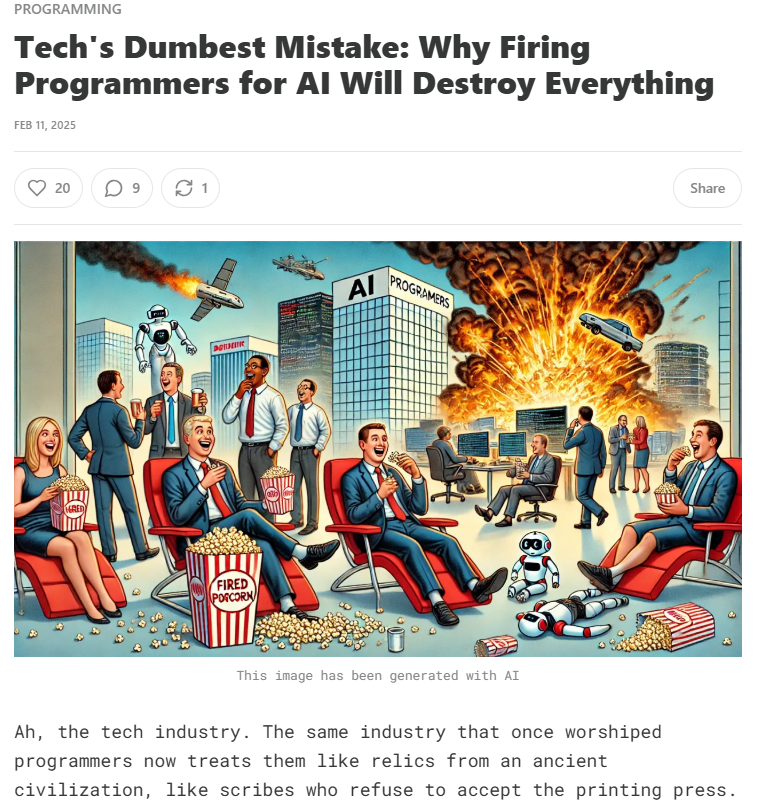 PROGRAMMING
Tech's Dumbest Mistake: Why Firing
Programmers for AI Will Destroy Everything
FEB 11, 2025
20
9
1
Share
AI
PROGRAMERS
FIRED
POPCORN
This image has been generated with AI
Ah, the tech industry. The same industry that once worshiped
programmers now treats them like relics from an ancient
civilization, like scribes who refuse to accept the printing press.